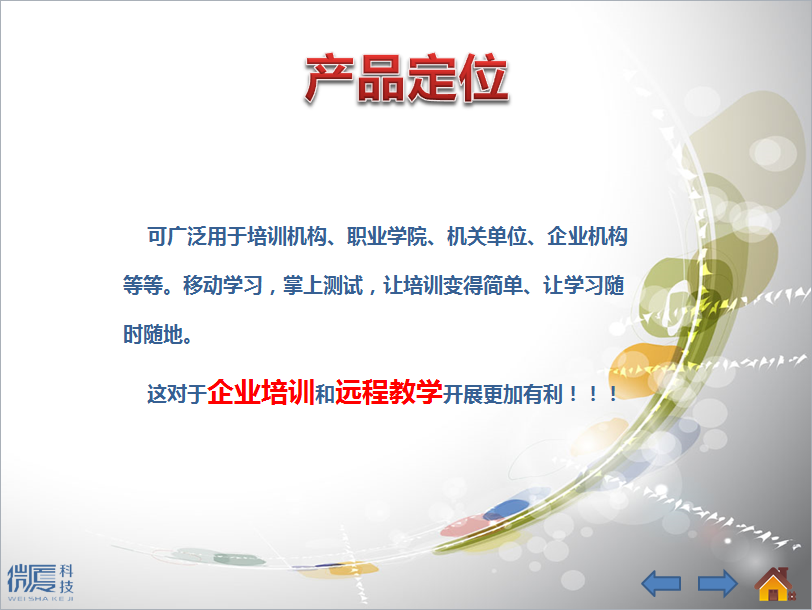 产品定位
可广泛用于培训机构、职业学院、机关单位、企业机构
等等。移动学习，掌上测试，让培训变得简单、让学习随
时随地。
这对于企业培训和远程教学开展更加有利！！！
微厦科技
WEI SHA KE JI